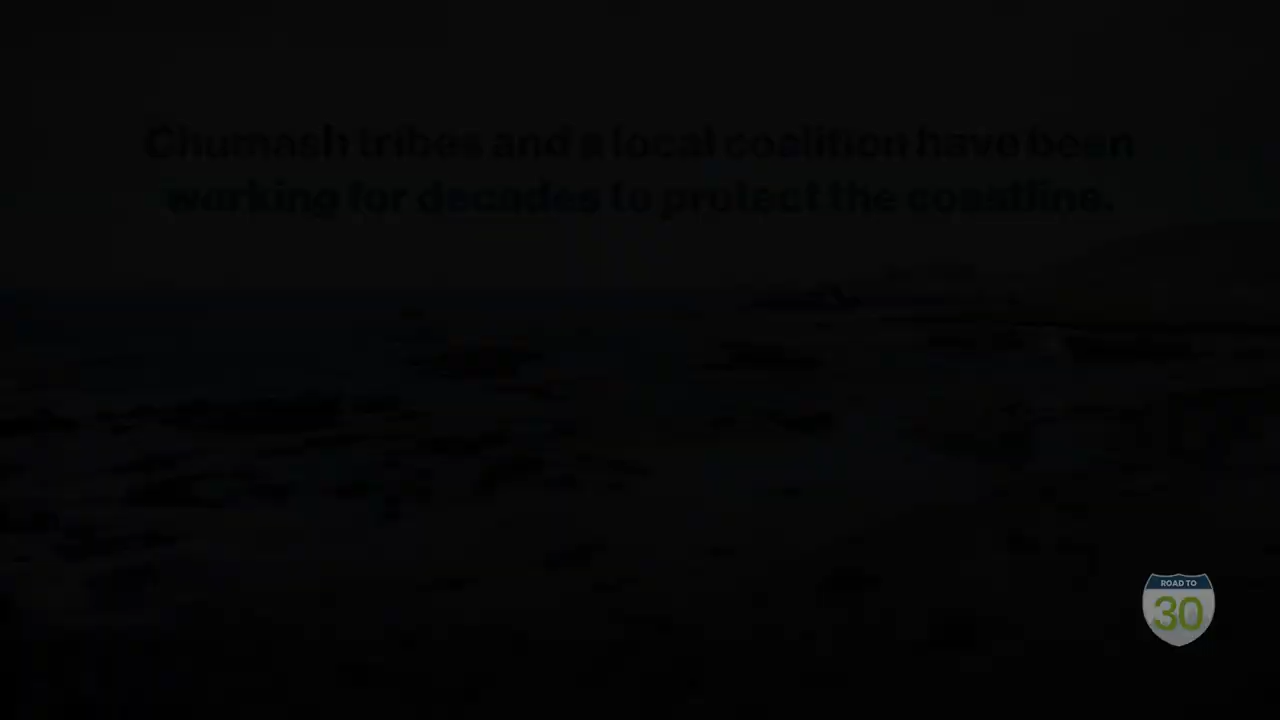 Chumash tribes and a local coalition have been
working for decades to protect the coastline.
ROAD TO
30